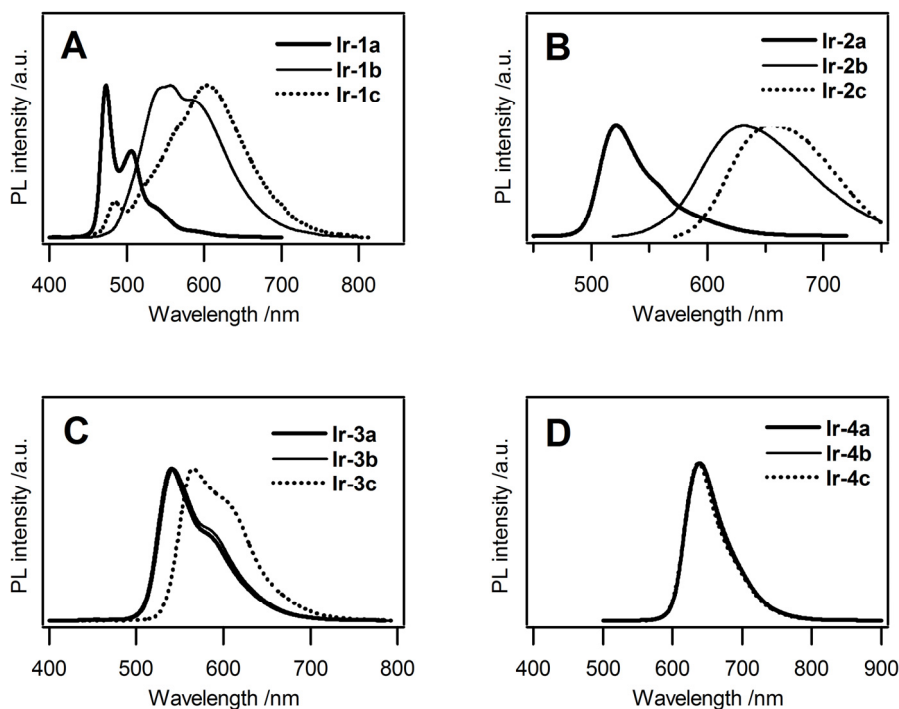 A
Ir-1a
Ir-1b
Ir-1c
PL intensity /a.u.
400 500 600 700 800
Wavelength /nm
B
Ir-2a
Ir-2b
Ir-2c
PL intensity /a.u.
500 600 700
Wavelength /nm
C
Ir-3a
Ir-3b
Ir-3c
PL intensity /a.u.
400 500 600 700 800
Wavelength /nm
D
Ir-4a
Ir-4b
Ir-4c
PL intensity /a.u.
400 500 600 700 800 900
Wavelength /nm